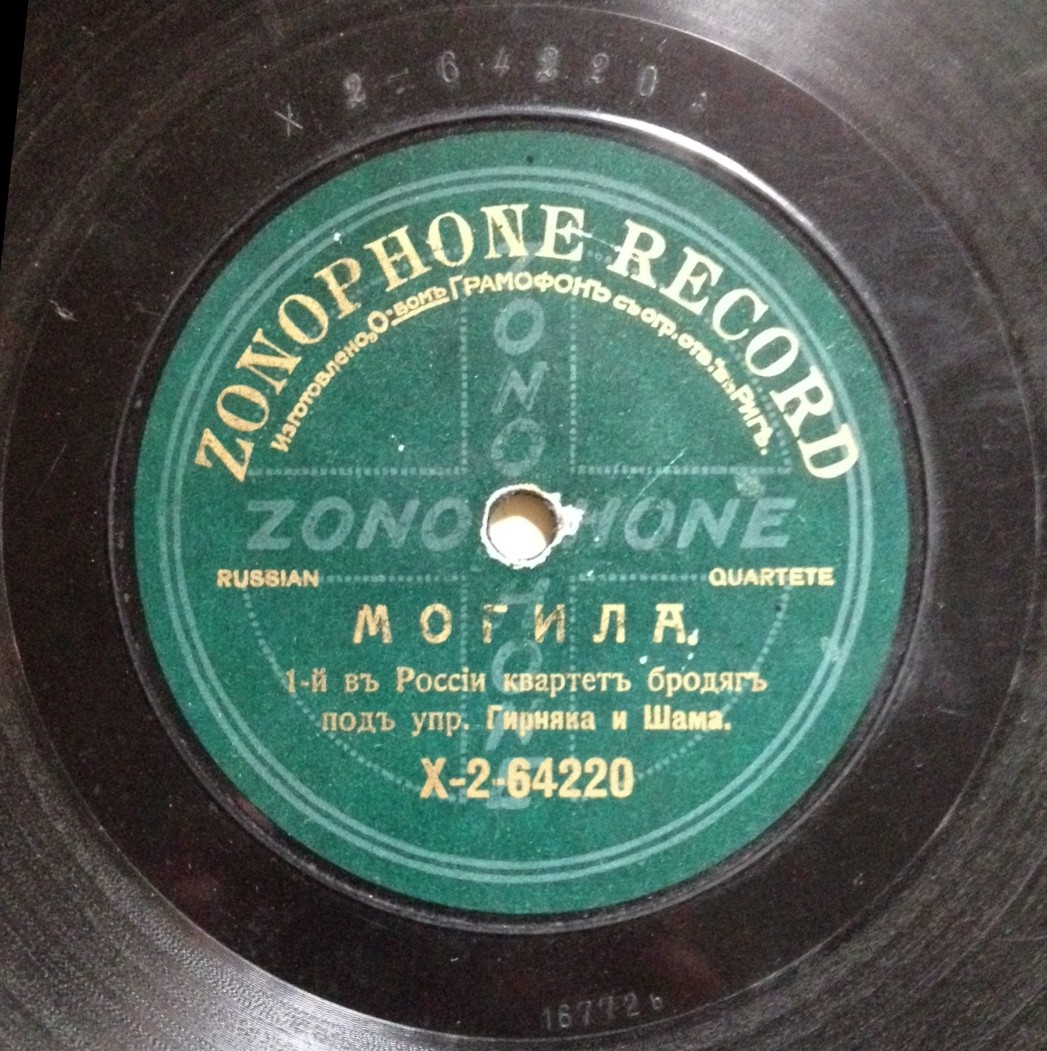 X 2-64220
ZONOPHONE RECORD
Изготовлено О-вомъ Грамофонъ съ огр. отв. въ Ригѣ.
ZONOPHONE
ZONOPHONE
RUSSIAN QUARTETE
МОГИЛА.
1-й въ Россіи квартетъ бродягъ
подъ упр. Гирняка и Шама.
X-2-64220
16772 b